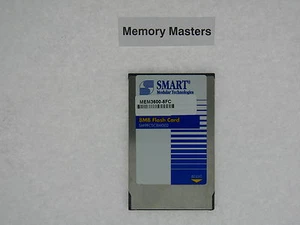 Memory Masters
SMART®
Modular Technologies
MEM3600-8FC
8MB Flash Card